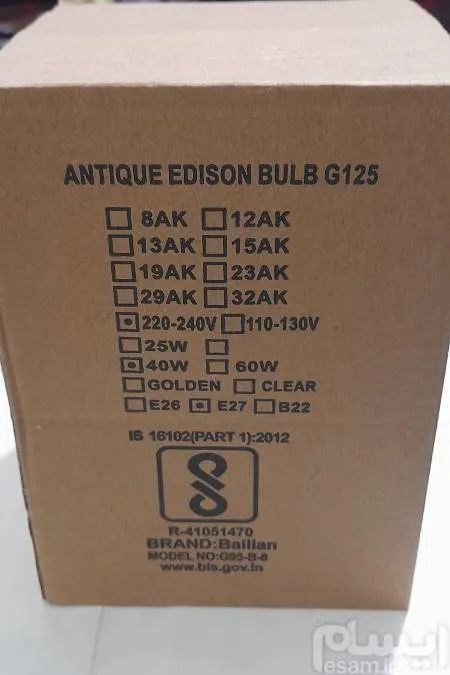 ANTIQUE EDISON BULB G125
8AK 12AK
13AK 15AK
19AK 23AK
29AK 32AK
220-240V 110-130V
25W
40W 60W
GOLDEN CLEAR
E26 E27 B22
IS 16102(PART 1):2012
R-41051470
BRAND:Bailian
MODEL NO:G95-B-8
www.bis.gov.in
ایسام
esam.ir